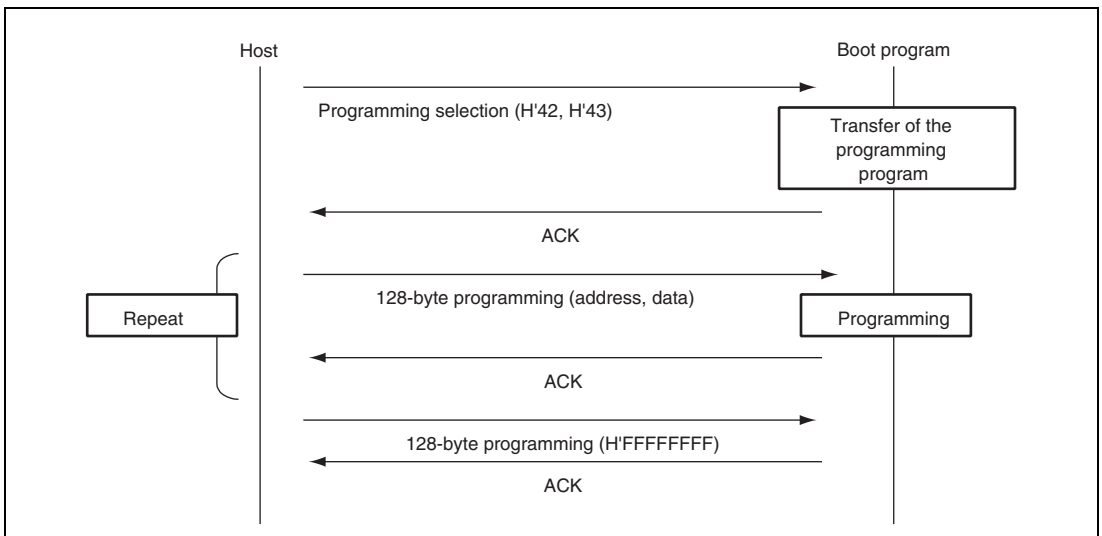 Host
Boot program
Programming selection (H'42, H'43)
Transfer of the
programming
program
ACK
128-byte programming (address, data)
Repeat
Programming
ACK
128-byte programming (H'FFFFFFFF)
ACK